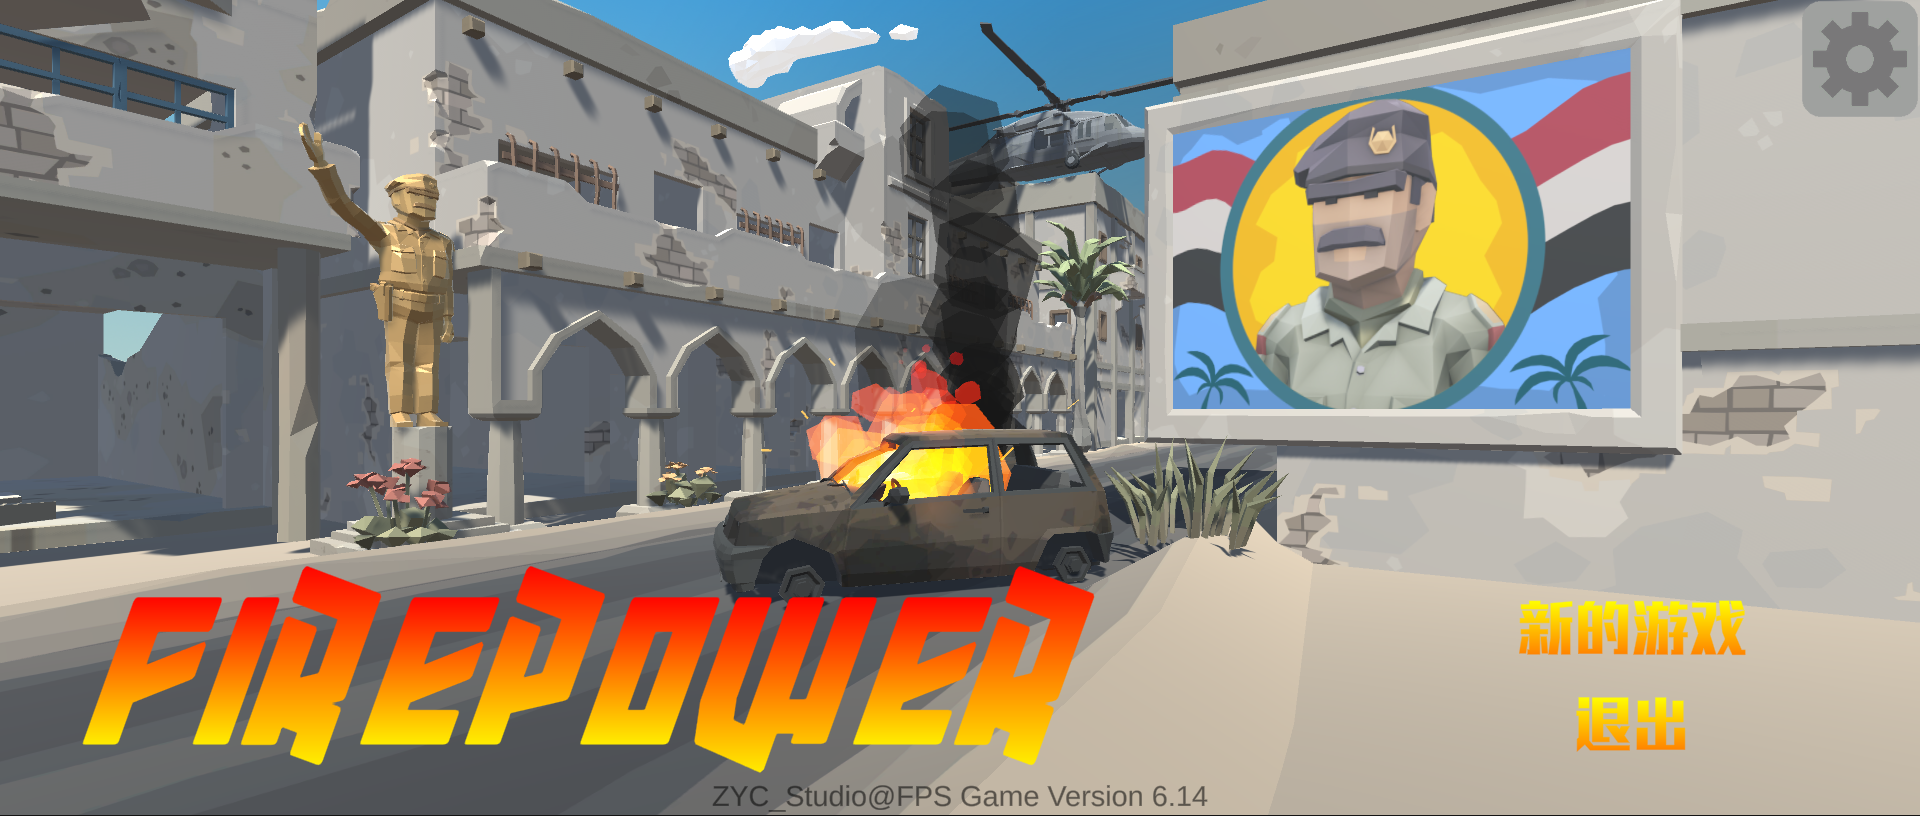 FIREPOWER
新的游戏
退出
ZYC_Studio@FPS Game Version 6.14